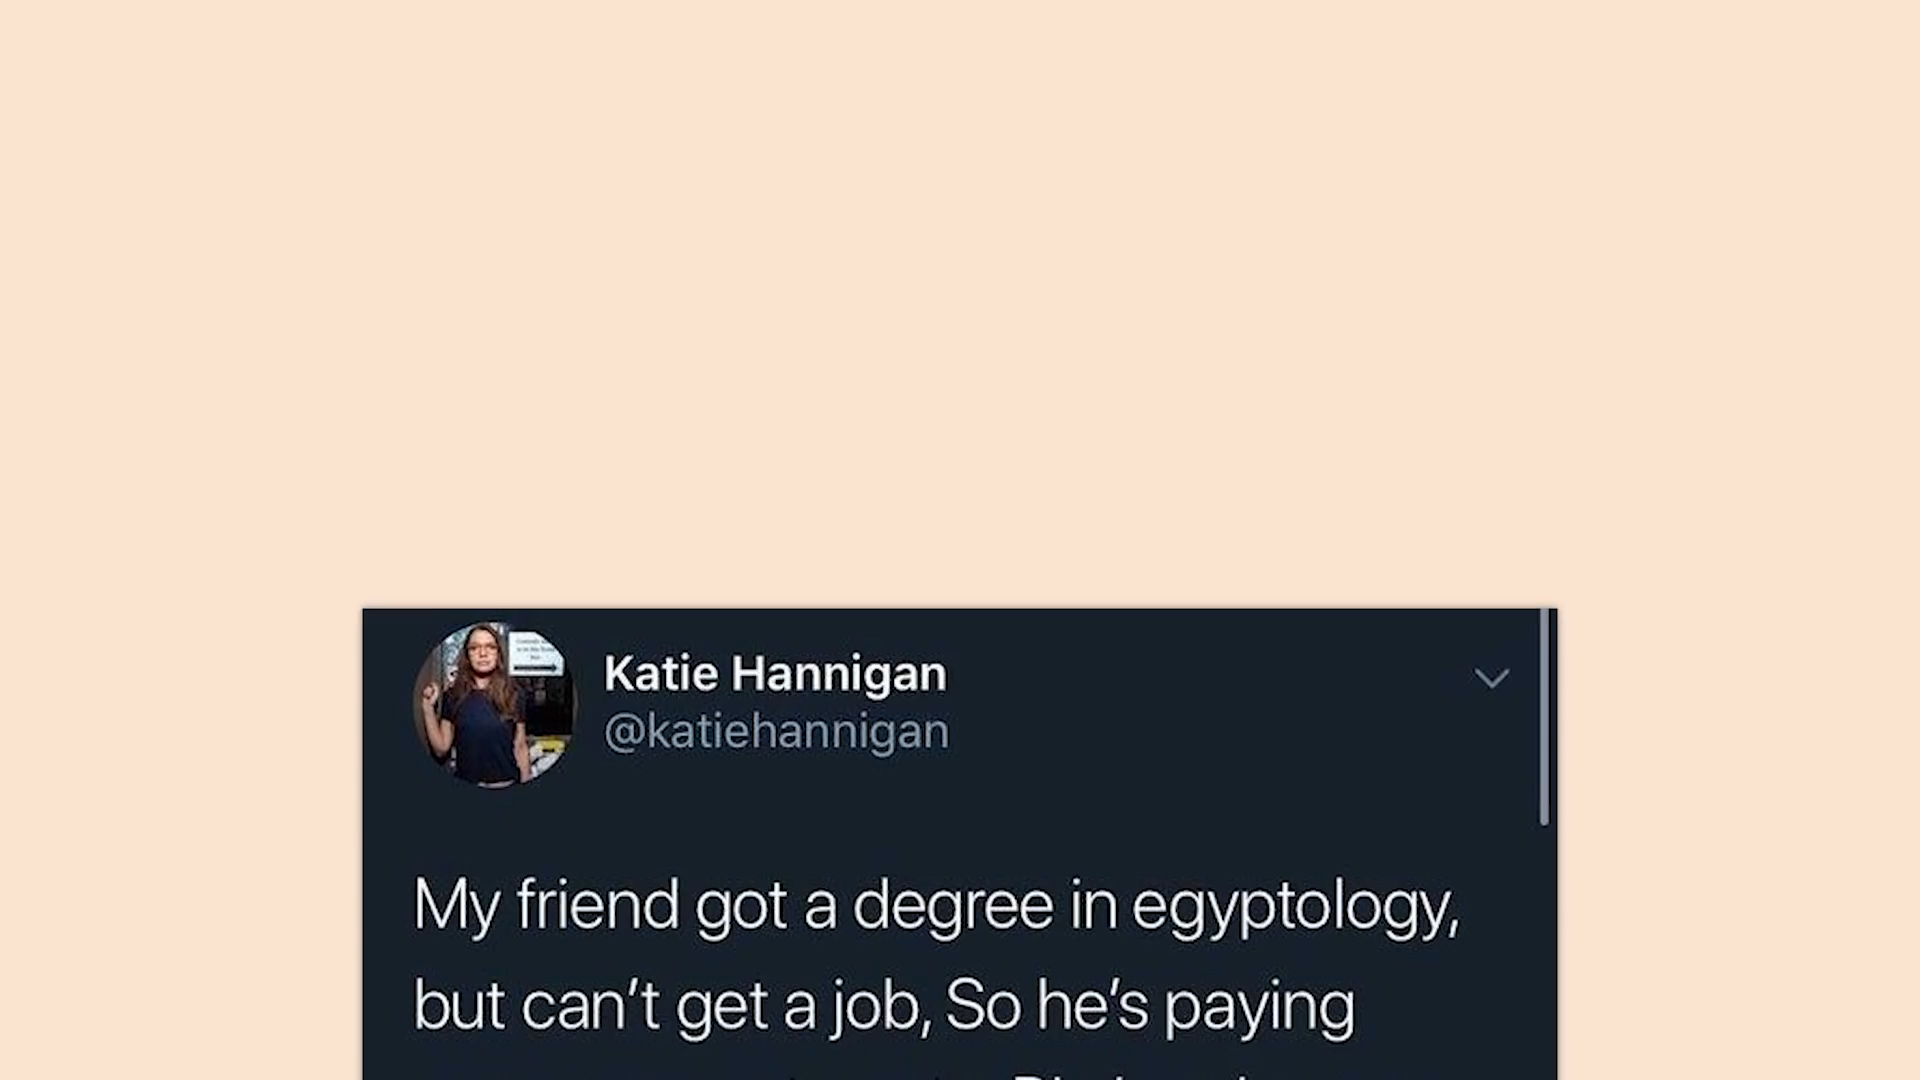 Katie Hannigan
@katiehannigan
My friend got a degree in egyptology,
but can’t get a job, So he’s paying